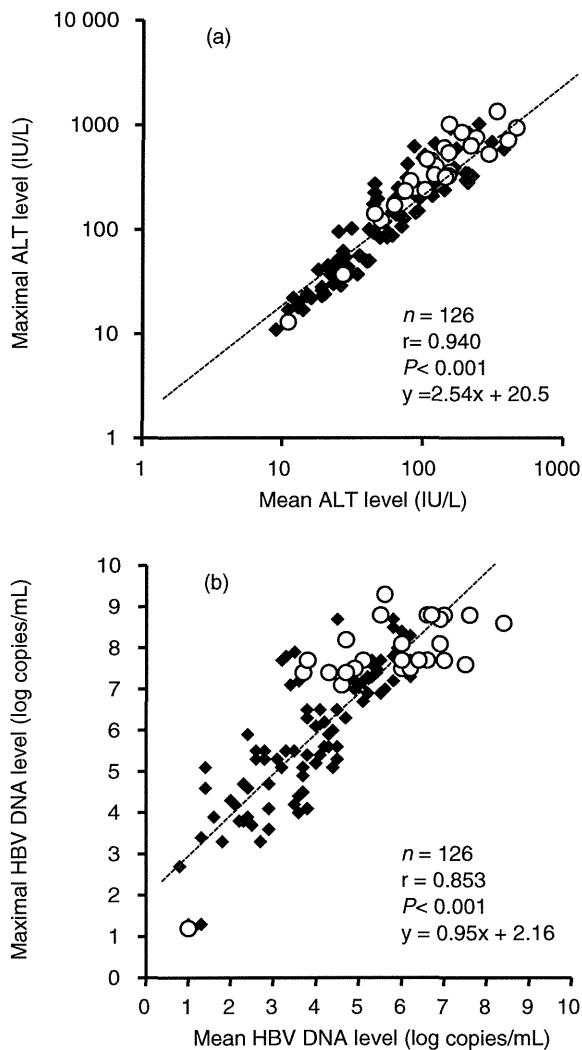 (a)
Maximal ALT level (IU/L)
10 000
1000
100
10
1
n = 126
r= 0.940
P< 0.001
y =2.54x + 20.5
1 10 100 1000
Mean ALT level (IU/L)
(b)
Maximal HBV DNA level (log copies/mL)
10
9
8
7
6
5
4
3
2
1
0
n = 126
r = 0.853
P< 0.001
y = 0.95x + 2.16
0 1 2 3 4 5 6 7 8 9 10
Mean HBV DNA level (log copies/mL)